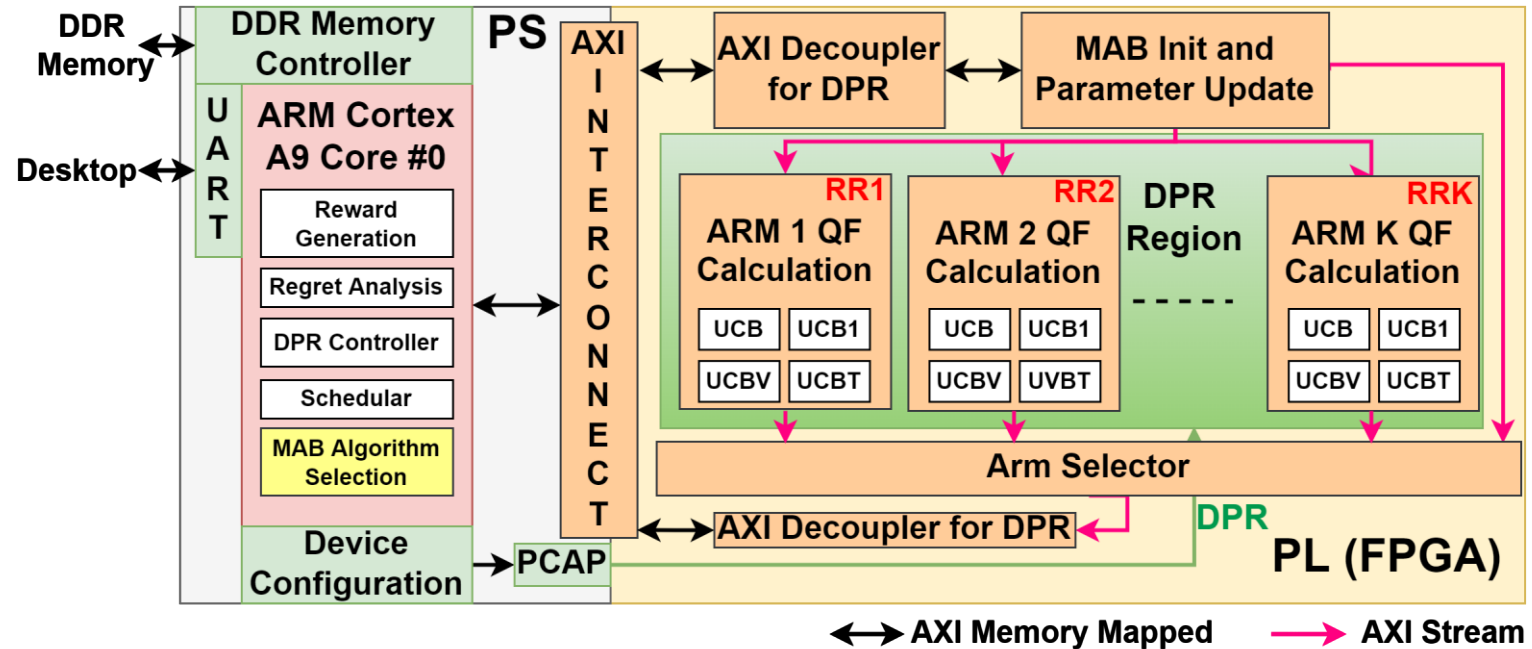 DDR
Memory
Desktop
DDR Memory
Controller
PS
UART
ARM Cortex
A9 Core #0
Reward
Generation
Regret Analysis
DPR Controller
Schedular
MAB Algorithm
Selection
Device
Configuration
PCAP
AXI
INTERCONNECT
AXI Decoupler
for DPR
MAB Init and
Parameter Update
RR1
ARM 1 QF
Calculation
UCB UCB1
UCBV UCBT
RR2
ARM 2 QF
Calculation
UCB UCB1
UCBV UVBT
DPR
Region
- - - - -
RRK
ARM K QF
Calculation
UCB UCB1
UCBV UCBT
Arm Selector
AXI Decoupler for DPR
DPR
PL (FPGA)
AXI Memory Mapped
AXI Stream